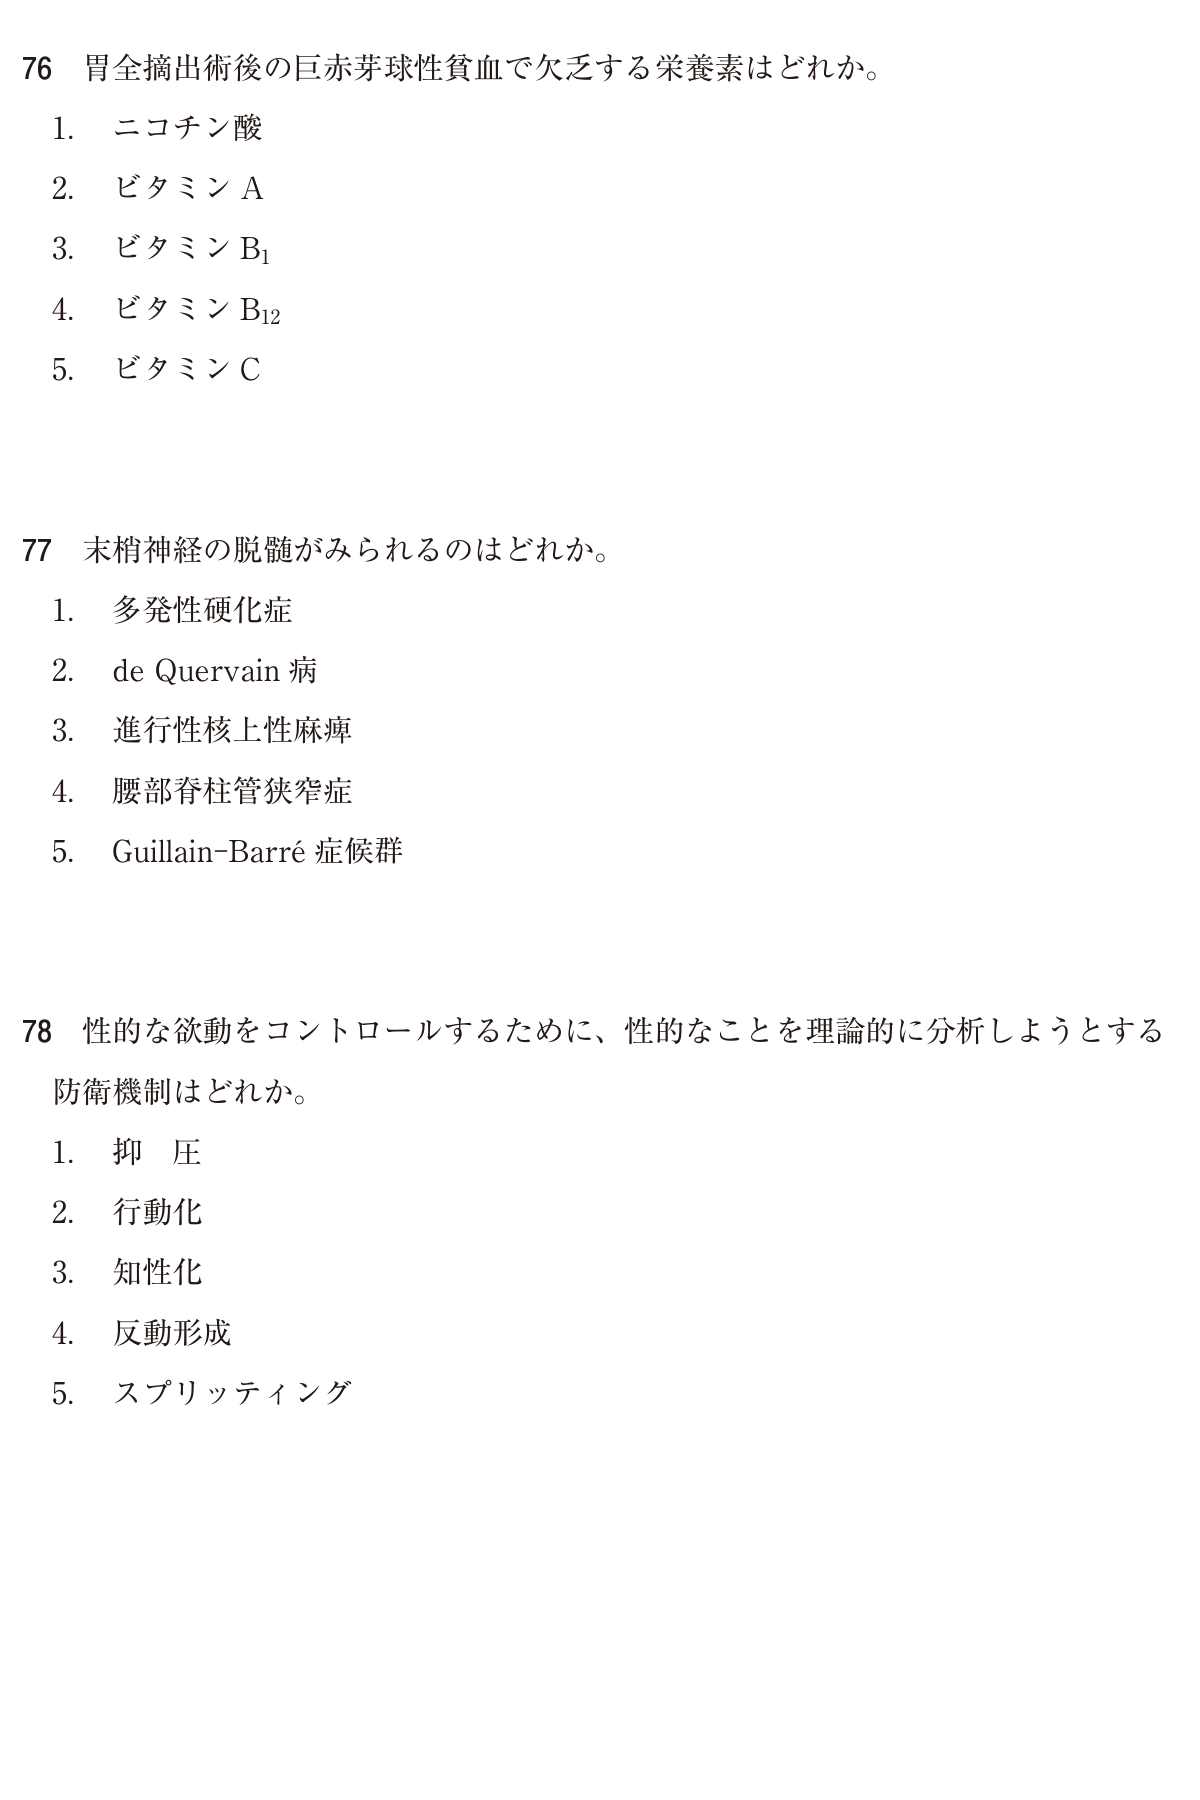 76　胃全摘出術後の巨赤芽球性貧血で欠乏する栄養素はどれか。
1.　ニコチン酸
2.　ビタミン A
3.　ビタミン B₁
4.　ビタミン B₁₂
5.　ビタミン C
77　末梢神経の脱髄がみられるのはどれか。
1.　多発性硬化症
2.　de Quervain 病
3.　進行性核上性麻痺
4.　腰部脊柱管狭窄症
5.　Guillain-Barré 症候群
78　性的な欲動をコントロールするために、性的なことを理論的に分析しようとする
防衛機制はどれか。
1.　抑　圧
2.　行動化
3.　知性化
4.　反動形成
5.　スプリッティング